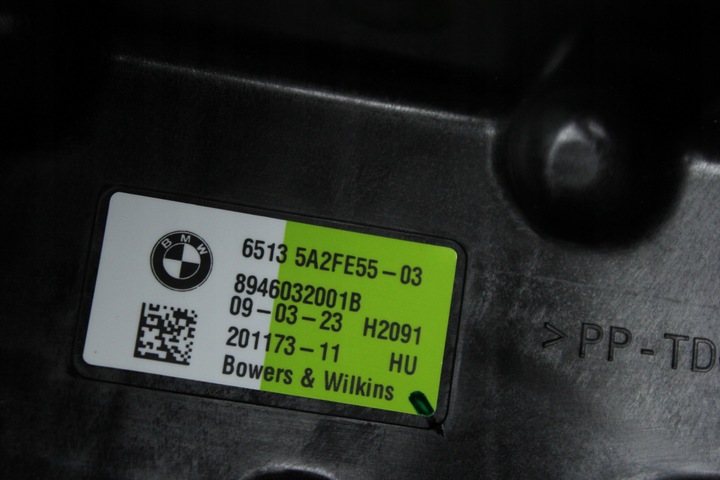 BMW
6513 5A2FE55-03
8946032001B
09-03-23 H2091
201173-11 HU
Bowers & Wilkins
>PP-TD